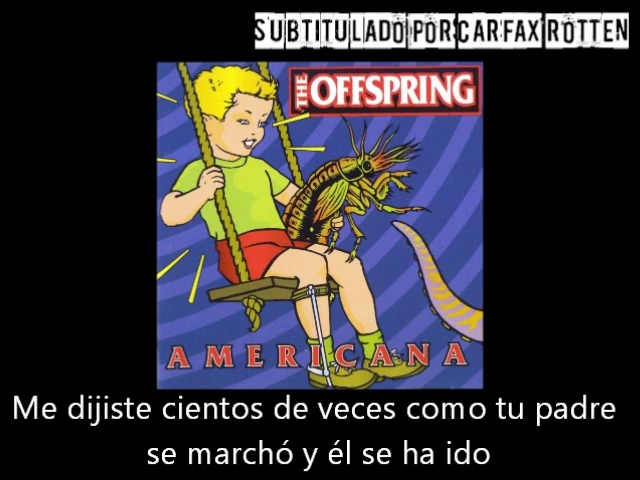 SUBTITULADO POR CARFAX ROTTEN
THE OFFSPRING
AMERICANA
Me dijiste cientos de veces como tu padre
se marchó y él se ha ido